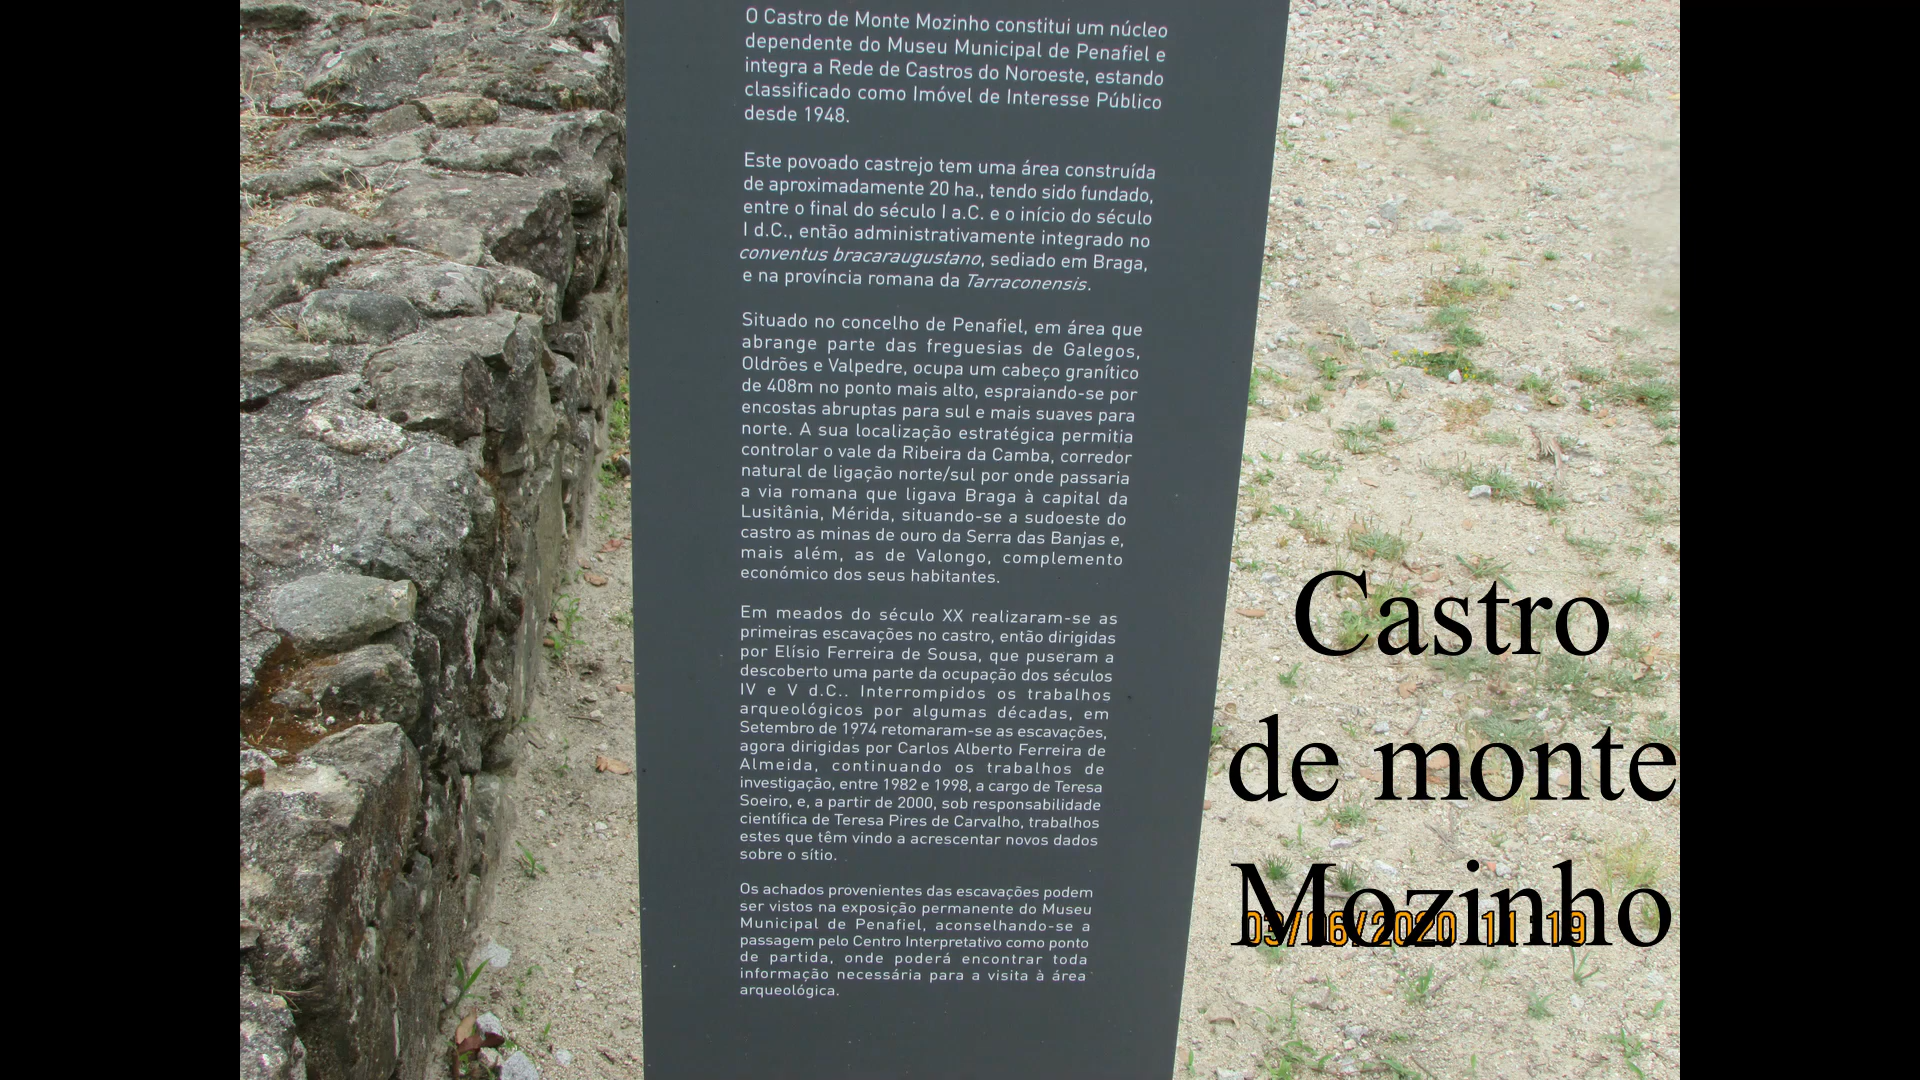 O Castro de Monte Mozinho constitui um núcleo
dependente do Museu Municipal de Penafiel e
integra a Rede de Castros do Noroeste, estando
classificado como Imóvel de Interesse Público
desde 1948.
Este povoado castrejo tem uma área construída
de aproximadamente 20 ha., tendo sido fundado,
entre o final do século I a.C. e o início do século
I d.C., então administrativamente integrado no
conventus bracaraugustano, sediado em Braga,
e na província romana da Tarraconensis.
Situado no concelho de Penafiel, em área que
abrange parte das freguesias de Galegos,
Oldrões e Valpedre, ocupa um cabeço granítico
de 408m no ponto mais alto, espraiando-se por
encostas abruptas para sul e mais suaves para
norte. A sua localização estratégica permitia
controlar o vale da Ribeira da Camba, corredor
natural de ligação norte/sul por onde passaria
a via romana que ligava Braga à capital da
Lusitânia, Mérida, situando-se a sudoeste do
castro as minas de ouro da Serra das Banjas e,
mais além, as de Valongo, complemento
económico dos seus habitantes.
Em meados do século XX realizaram-se as
primeiras escavações no castro, então dirigidas
por Elísio Ferreira de Sousa, que puseram a
descoberto uma parte da ocupação dos séculos
IV e V d.C.. Interrompidos os trabalhos
arqueológicos por algumas décadas, em
Setembro de 1974 retomaram-se as escavações,
agora dirigidas por Carlos Alberto Ferreira de
Almeida, continuando os trabalhos de
investigação, entre 1982 e 1998, a cargo de Teresa
Soeiro, e, a partir de 2000, sob responsabilidade
científica de Teresa Pires de Carvalho, trabalhos
estes que têm vindo a acrescentar novos dados
sobre o sítio.
Os achados provenientes das escavações podem
ser vistos na exposição permanente do Museu
Municipal de Penafiel, aconselhando-se a
passagem pelo Centro Interpretativo como ponto
de partida, onde poderá encontrar toda
informação necessária para a visita à área
arqueológica.
Castro
de monte
Mozinho
03/06/2020 11:19